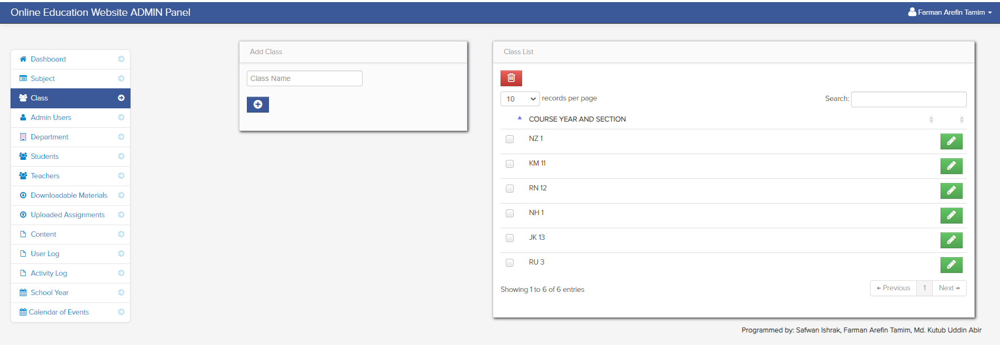 Online Education Website ADMIN Panel
Farman Arefin Tamim
Dashboard
Subject
Class
Admin Users
Department
Students
Teachers
Downloadable Materials
Uploaded Assignments
Content
User Log
Activity Log
School Year
Calendar of Events
Add Class
Class Name
Class List
10 records per page
Search:
COURSE YEAR AND SECTION
NZ 1
KM 11
RN 12
NH 1
JK 13
RU 3
Showing 1 to 6 of 6 entries
← Previous 1 Next →
Programmed by: Safwan Ishrak, Farman Arefin Tamim, Md. Kutub Uddin Abir